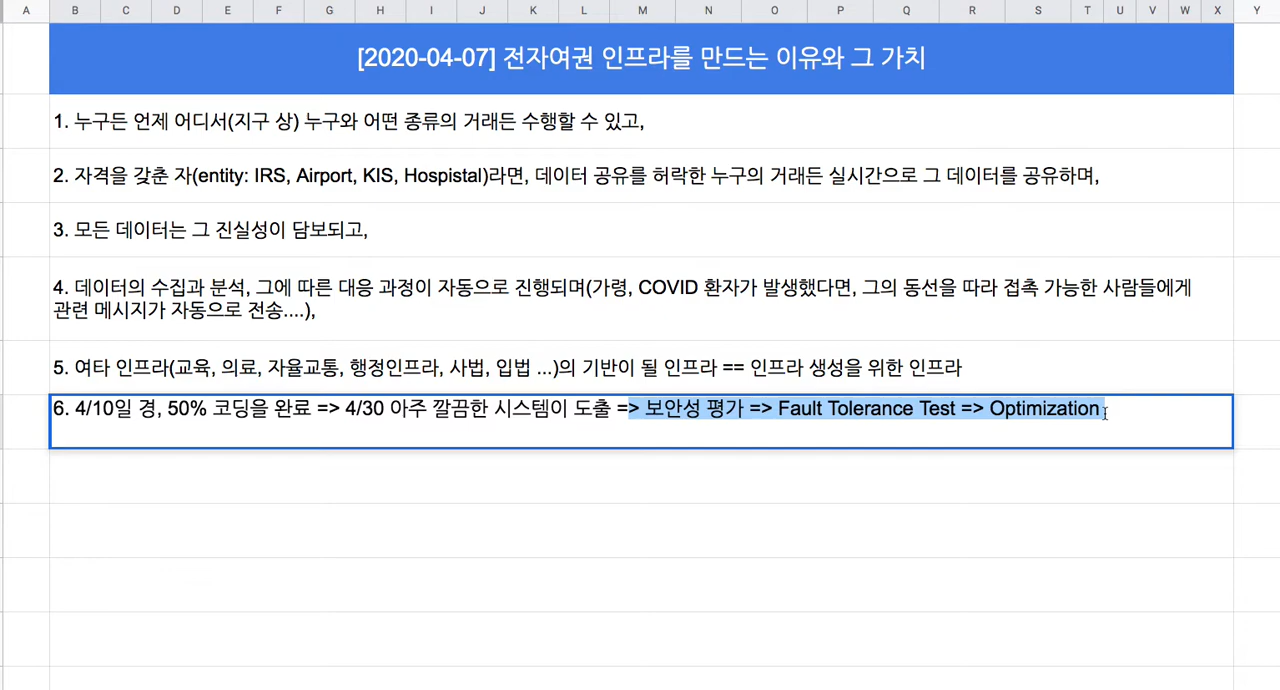 A B C D E F G H I J K L M N O P Q R S T U V W X Y
[2020-04-07] 전자여권 인프라를 만드는 이유와 그 가치
1. 누구든 언제 어디서(지구 상) 누구와 어떤 종류의 거래든 수행할 수 있고,
2. 자격을 갖춘 자(entity: IRS, Airport, KIS, Hospistal)라면, 데이터 공유를 허락한 누구의 거래든 실시간으로 그 데이터를 공유하며,
3. 모든 데이터는 그 진실성이 담보되고,
4. 데이터의 수집과 분석, 그에 따른 대응 과정이 자동으로 진행되며(가령, COVID 환자가 발생했다면, 그의 동선을 따라 접촉 가능한 사람들에게
관련 메시지가 자동으로 전송....),
5. 여타 인프라(교육, 의료, 자율교통, 행정인프라, 사법, 입법 ...)의 기반이 될 인프라 == 인프라 생성을 위한 인프라
6. 4/10일 경, 50% 코딩을 완료 => 4/30 아주 깔끔한 시스템이 도출 => 보안성 평가 => Fault Tolerance Test => Optimization